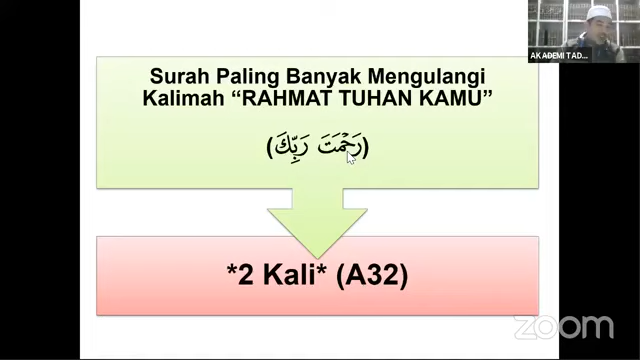 AKADEMI TAD...
Surah Paling Banyak Mengulangi
Kalimah “RAHMAT TUHAN KAMU”
(رَحْمَتَ رَبِّكَ)
*2 Kali* (A32)
zoom